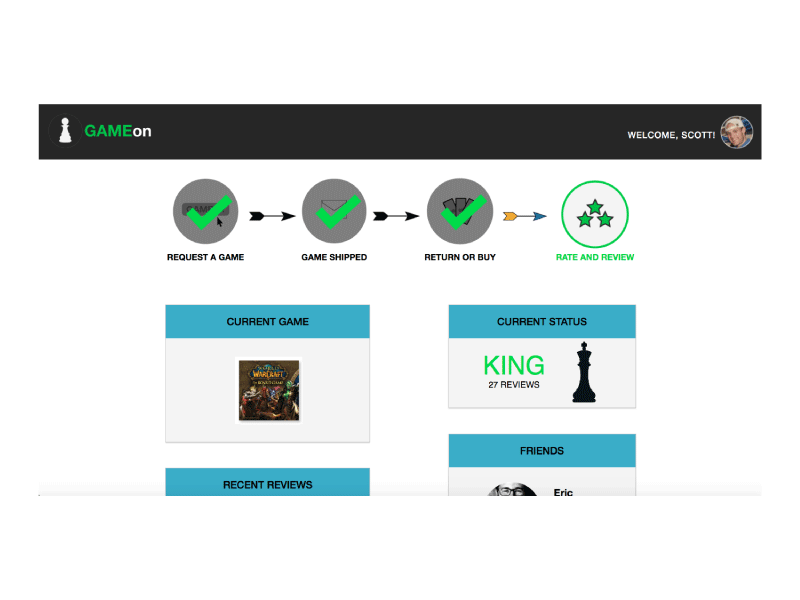 GAMEon
WELCOME, SCOTT!
REQUEST A GAME
GAME SHIPPED
RETURN OR BUY
RATE AND REVIEW
CURRENT GAME
CURRENT STATUS
WORLD
WARCRAFT
KING
27 REVIEWS
FRIENDS
RECENT REVIEWS
Eric